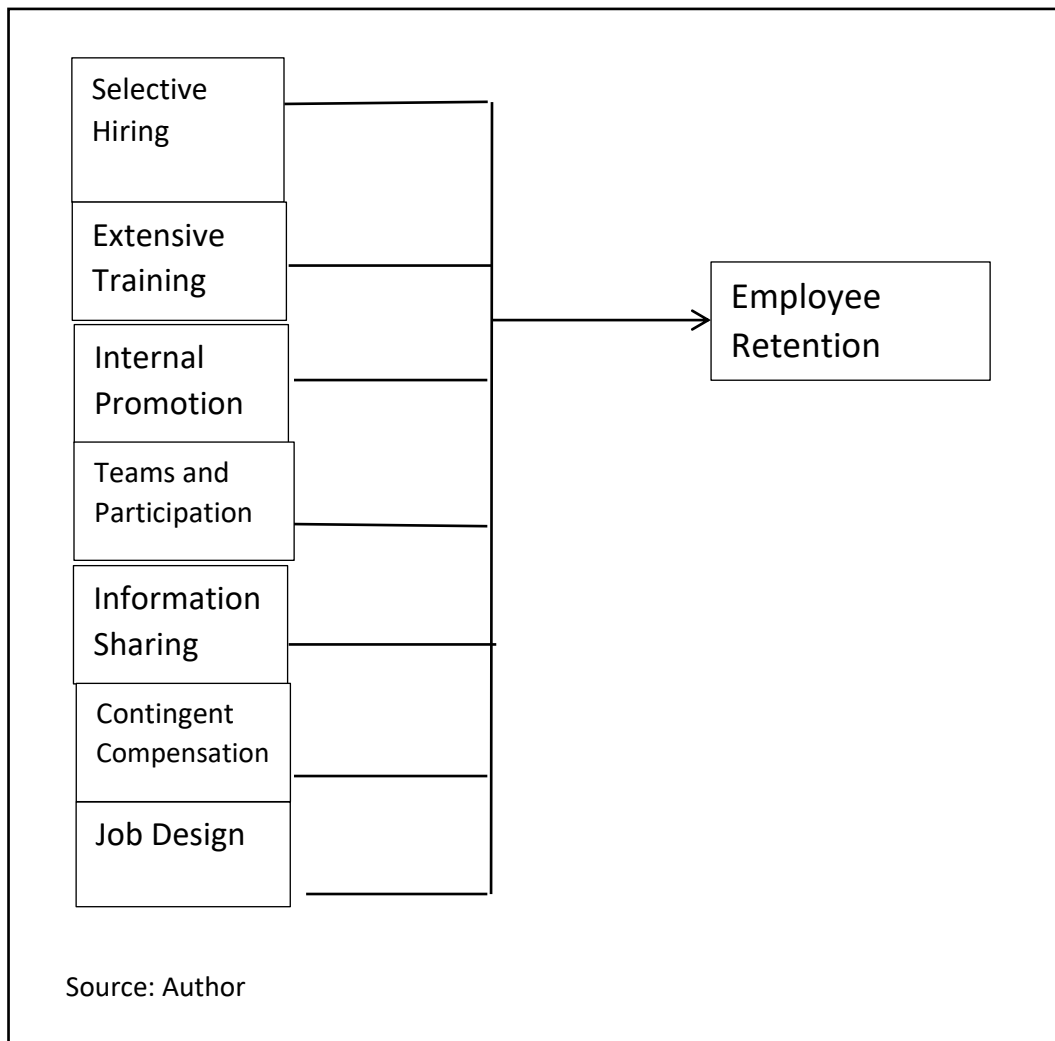 Selective
Hiring
Extensive
Training
Internal
Promotion
Teams and
Participation
Information
Sharing
Contingent
Compensation
Job Design
Employee
Retention
Source: Author